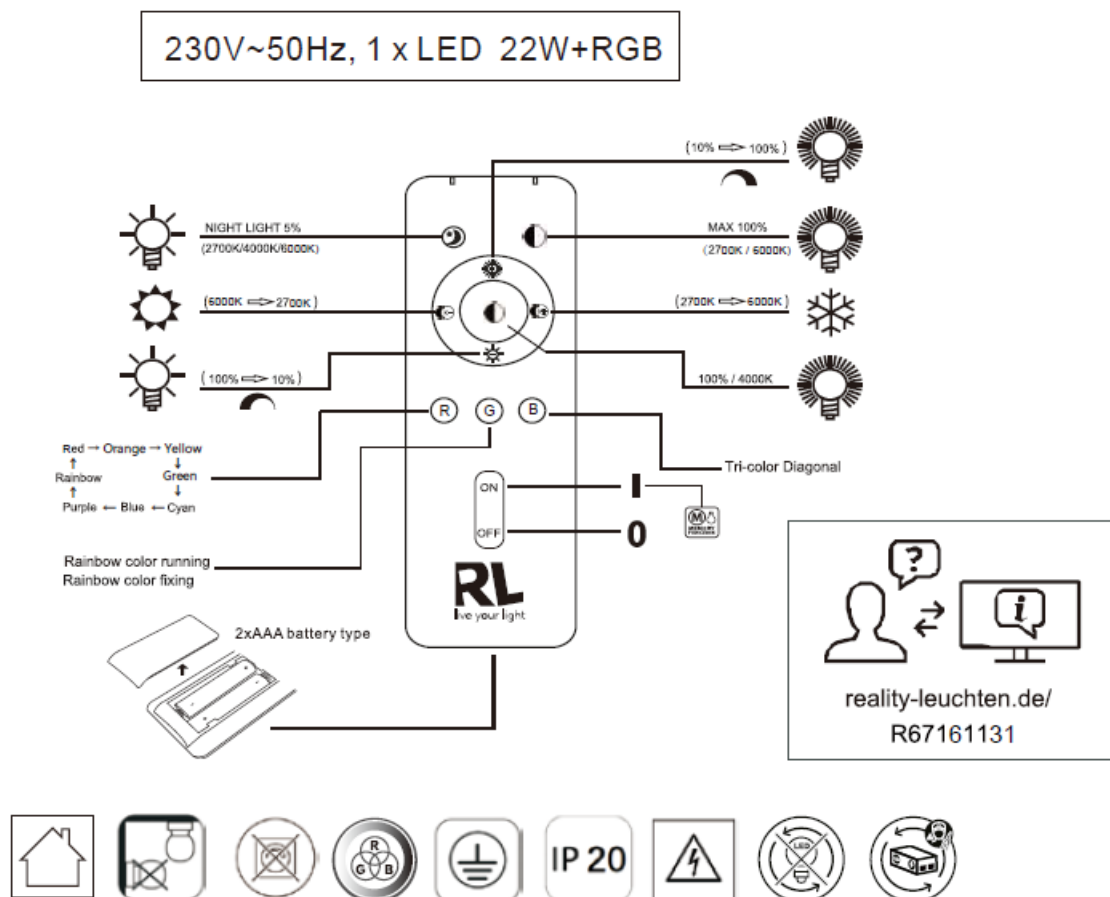 230V~50Hz, 1 x LED 22W+RGB
(10% ⇨ 100%)
NIGHT LIGHT 5%
(2700K/4000K/6000K)
MAX 100%
(2700K / 6000K)
(6000K ⇨ 2700K)
(2700K ⇨ 6000K)
(100% ⇨ 10%)
100% / 4000K
R G B
Red → Orange → Yellow
↑ ↓
Rainbow Green
↑ ↓
Purple ← Blue ← Cyan
Tri-color Diagonal
ON
I
OFF
0
M
MEMORY
Rainbow color running
Rainbow color fixing
RL
live your light
2xAAA battery type
?
i
reality-leuchten.de/
R67161131
R
G B
IP 20
LED